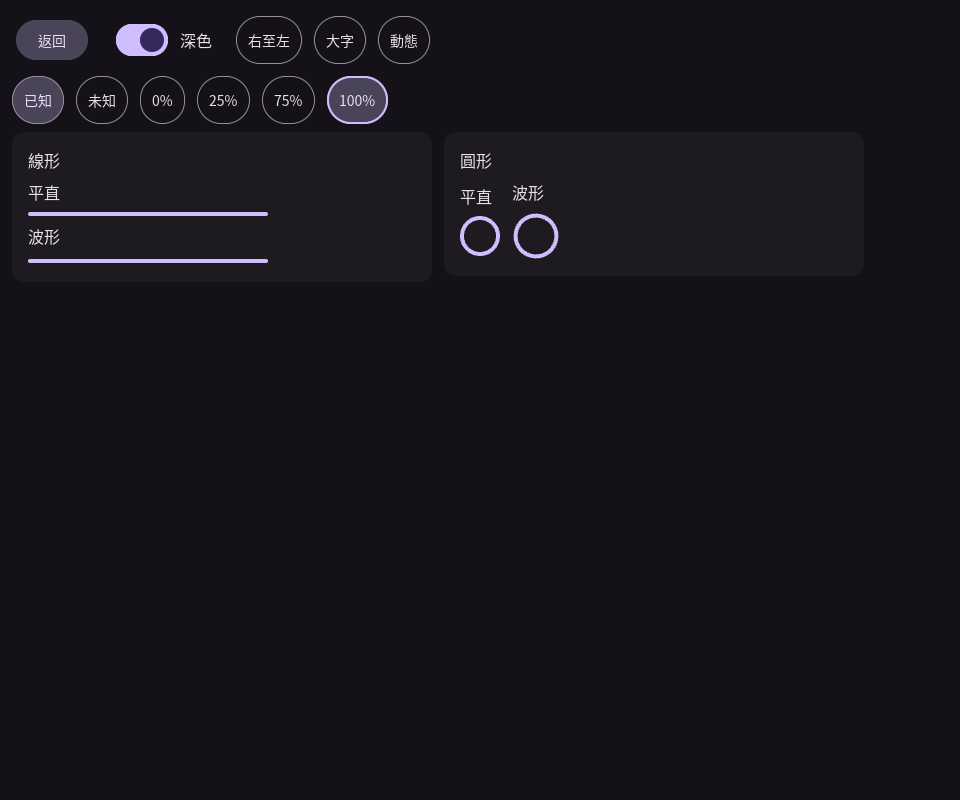 返回 深色 右至左 大字 動態
已知 未知 0% 25% 75% 100%
線形
平直
波形
圓形
平直 波形